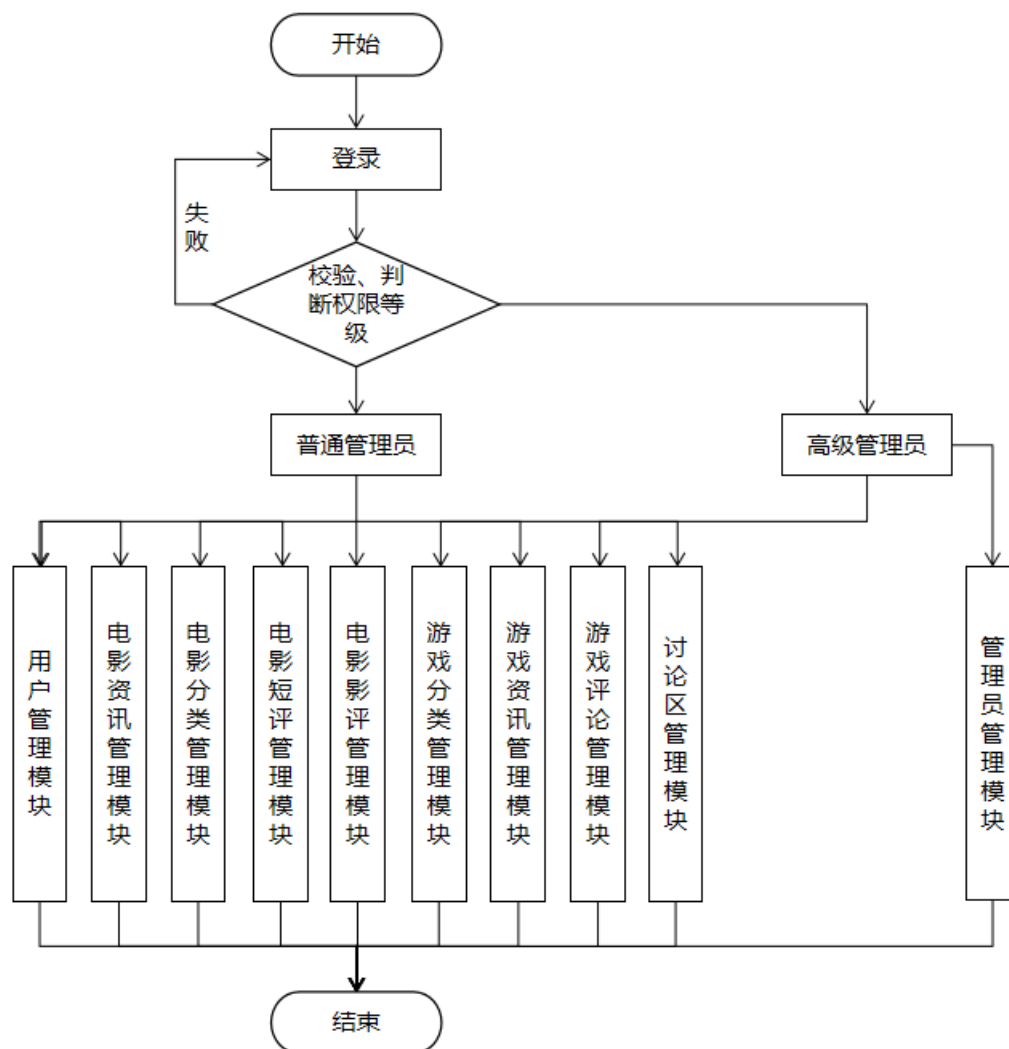 开始
登录
失败
校验、判
断权限等
级
普通管理员
高级管理员
用户管理模块
电影资讯管理模块
电影分类管理模块
电影短评管理模块
电影影评管理模块
游戏分类管理模块
游戏资讯管理模块
游戏评论管理模块
讨论区管理模块
管理员管理模块
结束